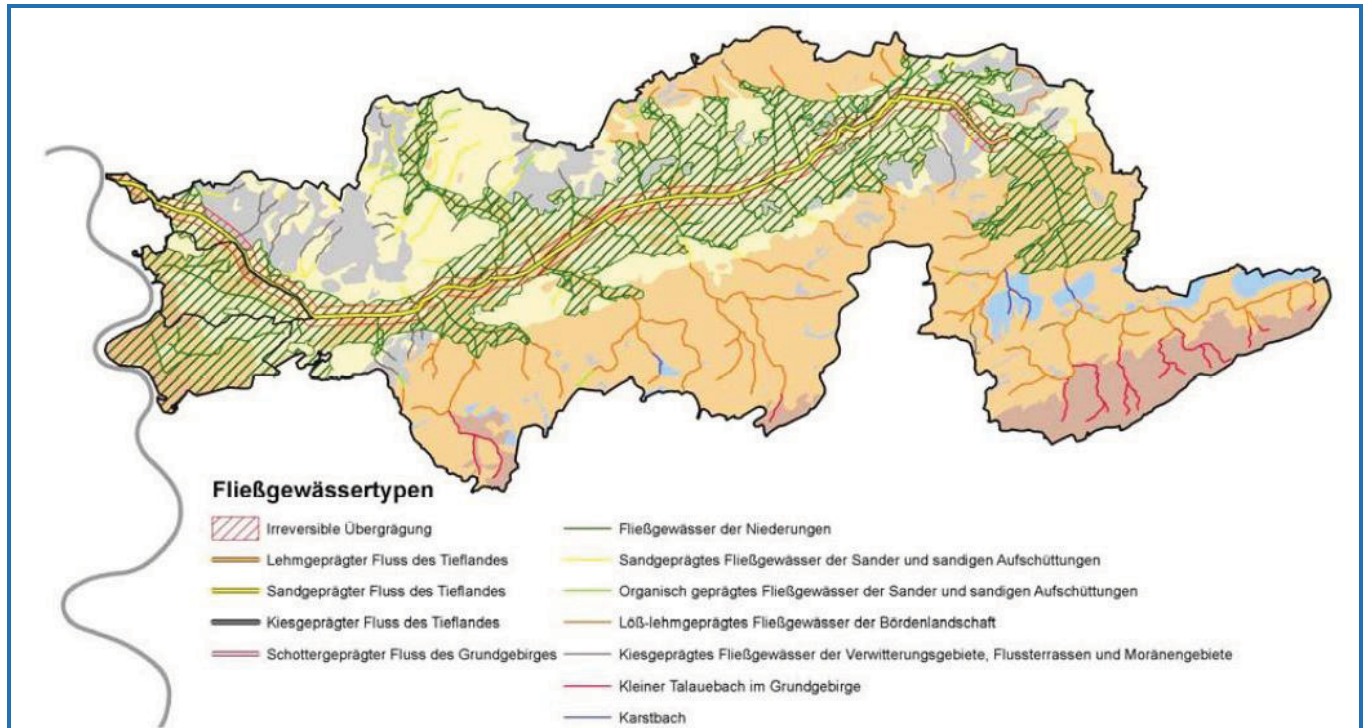 Fließgewässertypen
Irreversible Übergrägung
Lehmgeprägter Fluss des Tieflandes
Sandgeprägter Fluss des Tieflandes
Kiesgeprägter Fluss des Tieflandes
Schottergeprägter Fluss des Grundgebirges
Fließgewässer der Niederungen
Sandgeprägtes Fließgewässer der Sander und sandigen Aufschüttungen
Organisch geprägtes Fließgewässer der Sander und sandigen Aufschüttungen
Löß-lehmgeprägtes Fließgewässer der Bördenlandschaft
Kiesgeprägtes Fließgewässer der Verwitterungsgebiete, Flussterrassen und Moränengebiete
Kleiner Talauebach im Grundgebirge
Karstbach